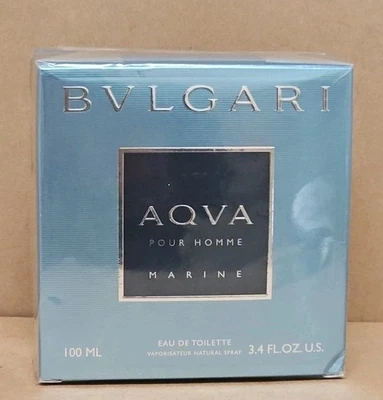 BVLGARI
AQVA
POUR HOMME
MARINE
EAU DE TOILETTE
100 ML VAPORISATEUR NATURAL SPRAY 3.4 FL.OZ. U.S.